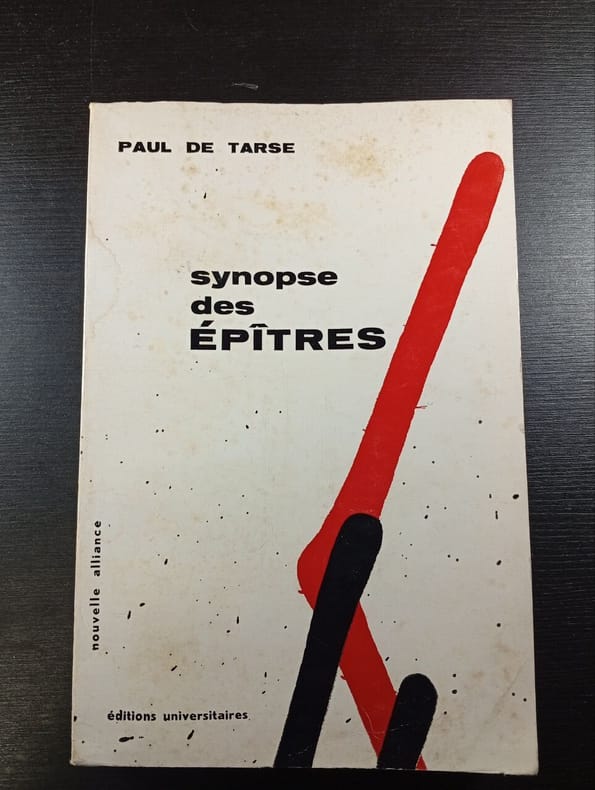 PAUL DE TARSE
synopse
des
ÉPÎTRES
nouvelle alliance
éditions universitaires